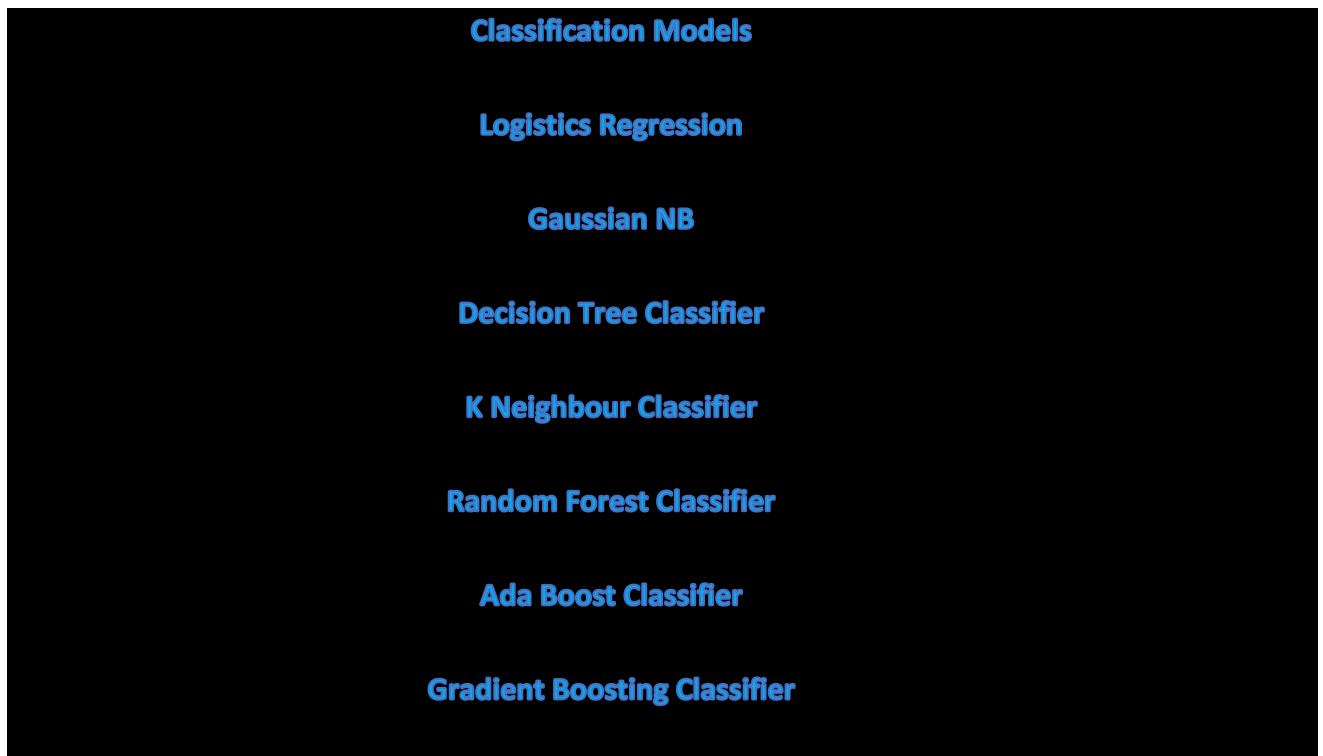 Classification Models
Logistics Regression
Gaussian NB
Decision Tree Classifier
K Neighbour Classifier
Random Forest Classifier
Ada Boost Classifier
Gradient Boosting Classifier